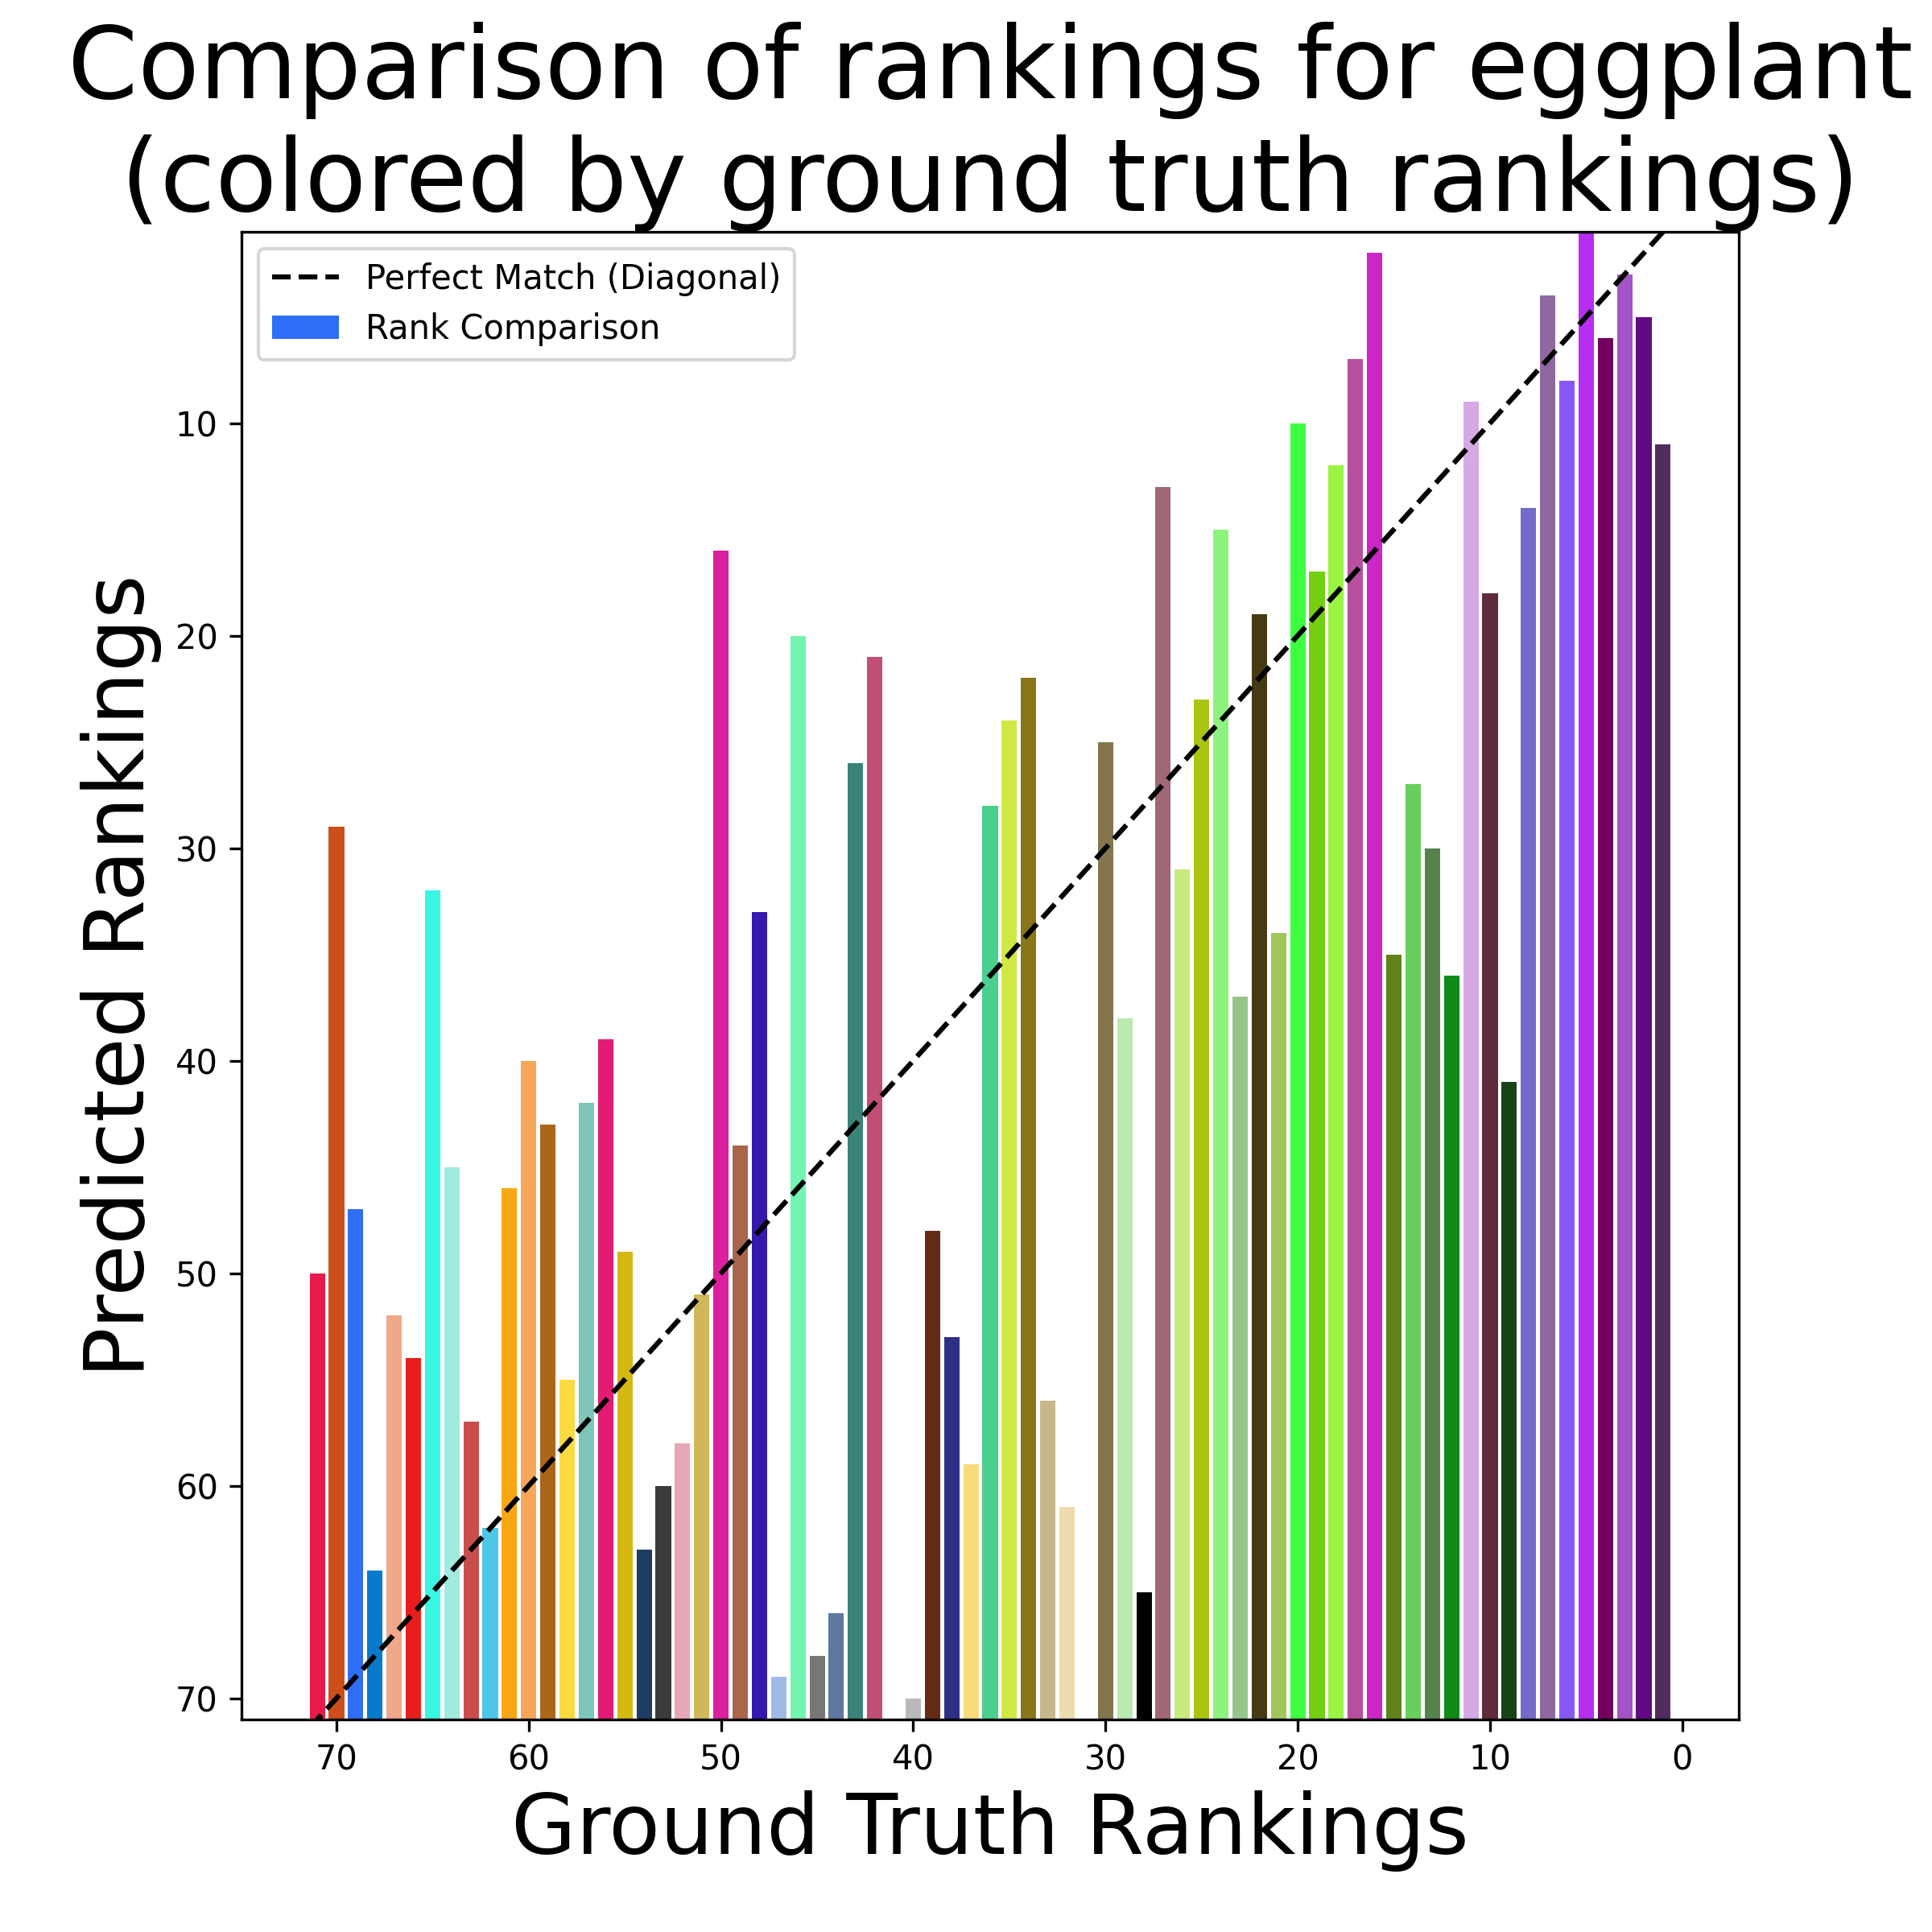 Comparison of rankings for eggplant
(colored by ground truth rankings)
Perfect Match (Diagonal)
Rank Comparison
Predicted Rankings
10
20
30
40
50
60
70
70 60 50 40 30 20 10 0
Ground Truth Rankings